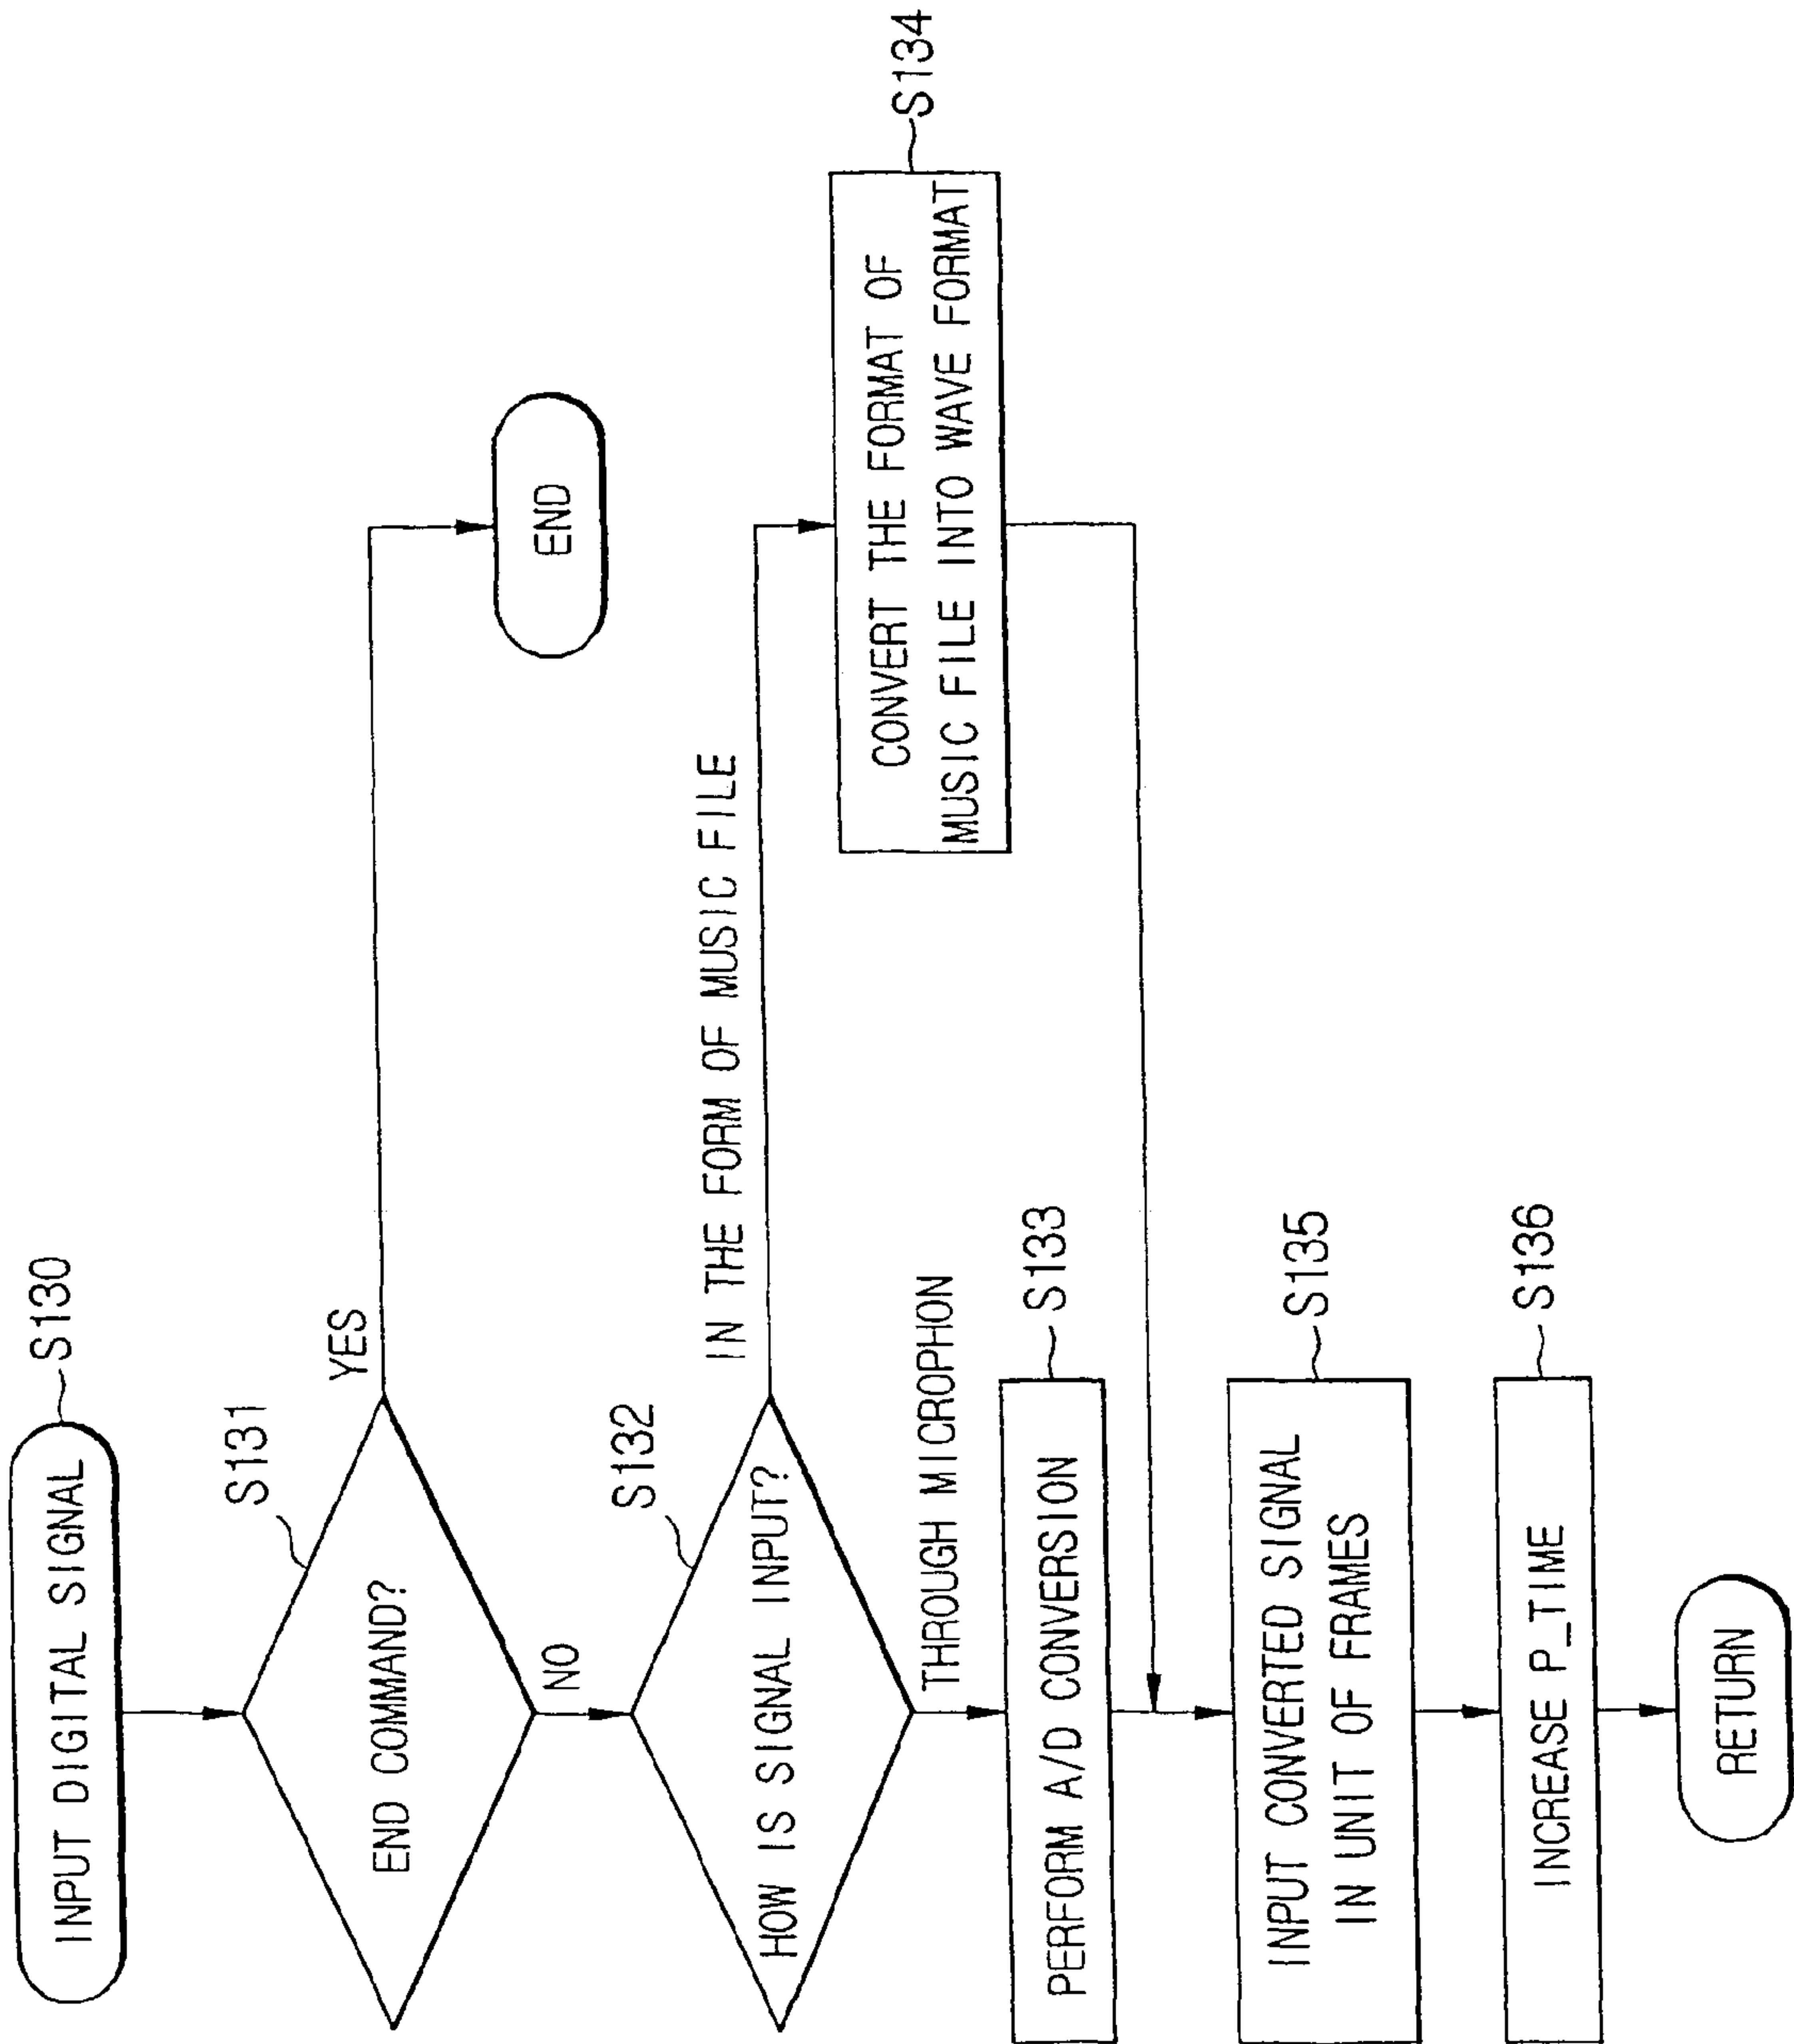 INPUT DIGITAL SIGNAL
S130
S131
END COMMAND?
YES
END
NO
S132
HOW IS SIGNAL INPUT?
IN THE FORM OF MUSIC FILE
S134
CONVERT THE FORMAT OF
MUSIC FILE INTO WAVE FORMAT
THROUGH MICROPHON
S133
PERFORM A/D CONVERSION
S135
INPUT CONVERTED SIGNAL
IN UNIT OF FRAMES
S136
INCREASE P_TIME
RETURN